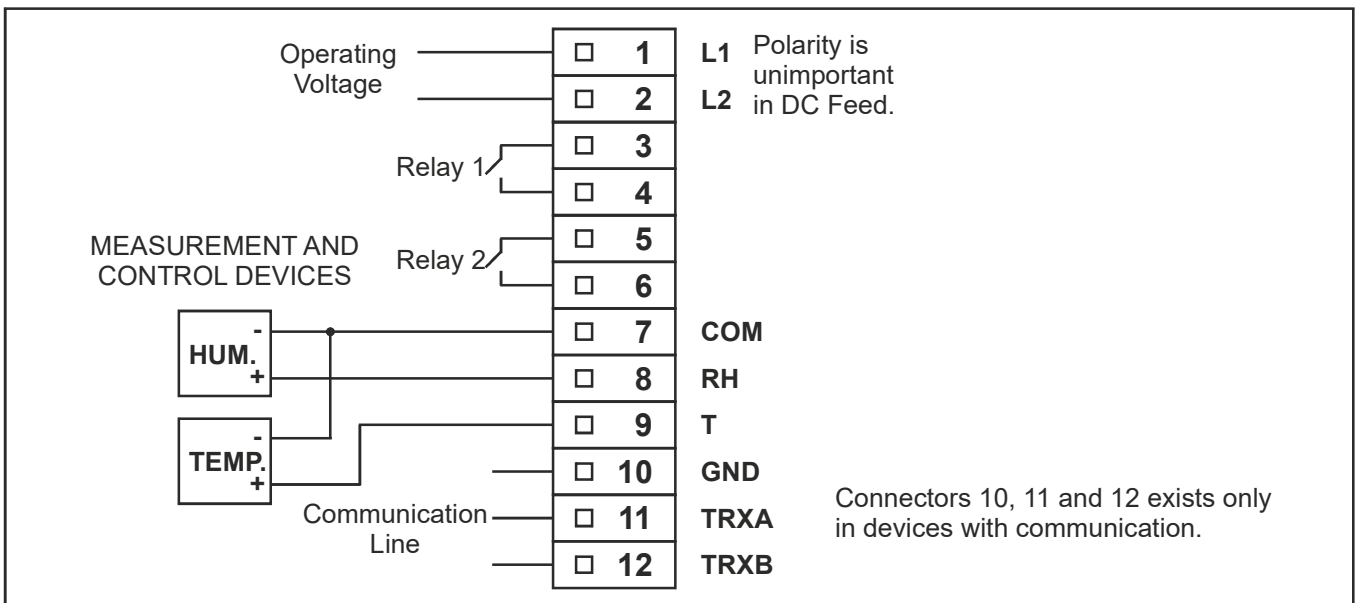 Operating
Voltage
1
L1
Polarity is
unimportant
in DC Feed.
2
L2
Relay 1
3
4
MEASUREMENT AND
CONTROL DEVICES
Relay 2
5
6
HUM.
-
+
7
COM
8
RH
TEMP.
-
+
9
T
10
GND
Communication
Line
11
TRXA
12
TRXB
Connectors 10, 11 and 12 exists only
in devices with communication.